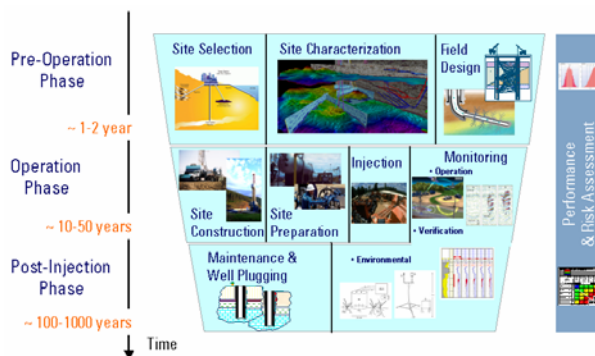 Pre-Operation
Phase
~ 1-2 year
Operation
Phase
~ 10-50 years
Post-Injection
Phase
~ 100-1000 years
Time
Site Selection
Site Characterization
Field
Design
Site
Construction
Site
Preparation
Injection
Monitoring
• Operation
• Verification
Maintenance &
Well Plugging
• Environmental
Performance
& Risk Assessment